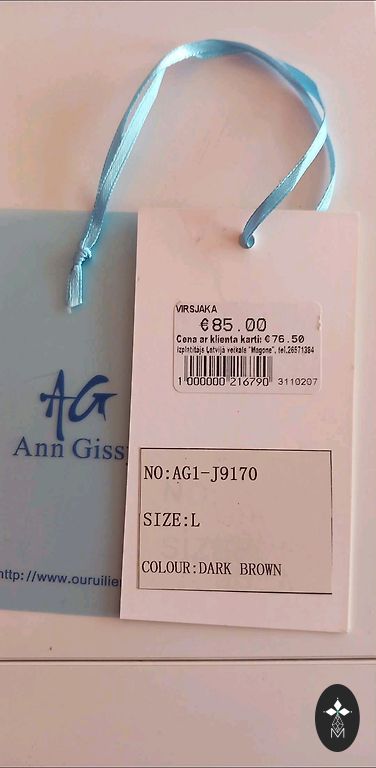 VIRSJAKA
€85.00
Cena ar klienta karti: €76.50
Izplatītājs Latvijā veikals "Magone", tel.26571384
1 000000 216790 3110207
AG
Ann Giss
NO:AG1-J9170
SIZE:L
COLOUR:DARK BROWN
http://www.ouruilie
M